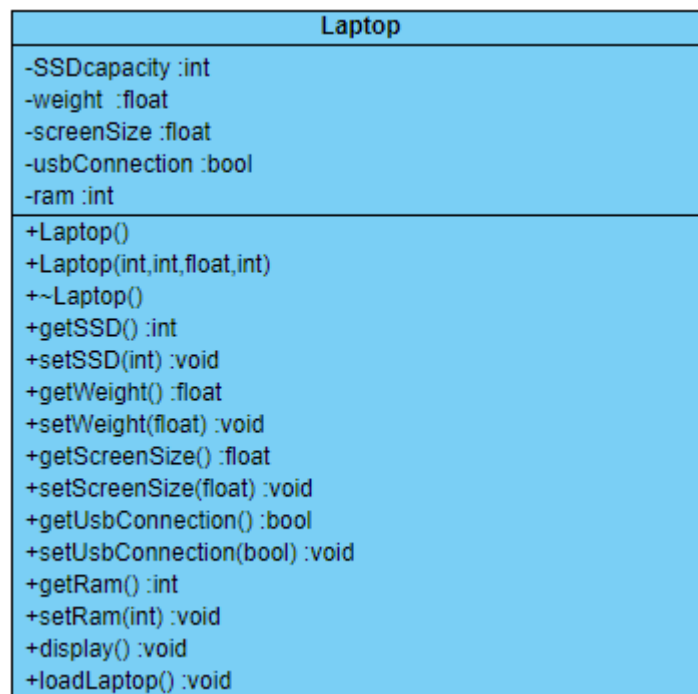 Laptop
-SSDcapacity :int
-weight  :float
-screenSize :float
-usbConnection :bool
-ram :int
+Laptop()
+Laptop(int,int,float,int)
+~Laptop()
+getSSD() :int
+setSSD(int) :void
+getWeight() :float
+setWeight(float) :void
+getScreenSize() :float
+setScreenSize(float) :void
+getUsbConnection() :bool
+setUsbConnection(bool) :void
+getRam() :int
+setRam(int) :void
+display() :void
+loadLaptop() :void